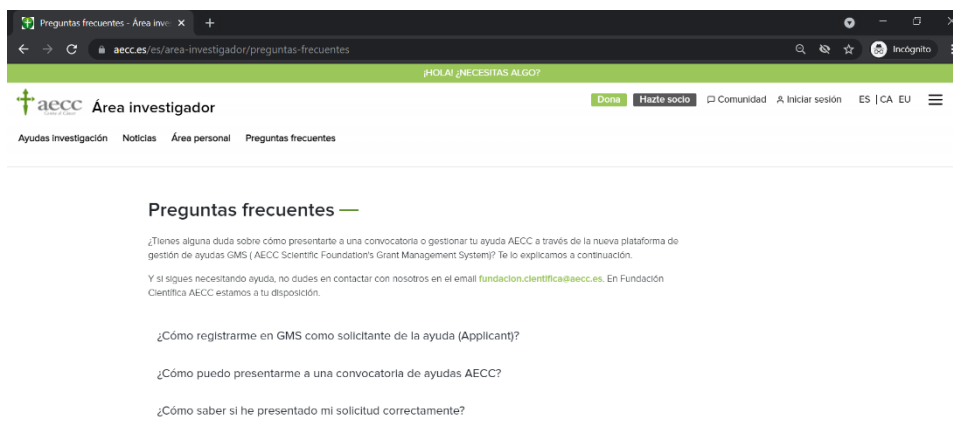 Preguntas frecuentes - Área inve
aecc.es/es/area-investigador/preguntas-frecuentes
Incógnito
¡HOLA! ¿NECESITAS ALGO?
aecc Área investigador
Contra el Cáncer
Dona Hazte socio Comunidad Iniciar sesión ES | CA EU
Ayudas investigación Noticias Área personal Preguntas frecuentes
Preguntas frecuentes
¿Tienes alguna duda sobre cómo presentarte a una convocatoria o gestionar tu ayuda AECC a través de la nueva plataforma de
gestión de ayudas GMS ( AECC Scientific Foundation's Grant Management System)? Te lo explicamos a continuación.
Y si sigues necesitando ayuda, no dudes en contactar con nosotros en el email fundacion.cientifica@aecc.es. En Fundación
Científica AECC estamos a tu disposición.
¿Cómo registrarme en GMS como solicitante de la ayuda (Applicant)?
¿Cómo puedo presentarme a una convocatoria de ayudas AECC?
¿Cómo saber si he presentado mi solicitud correctamente?